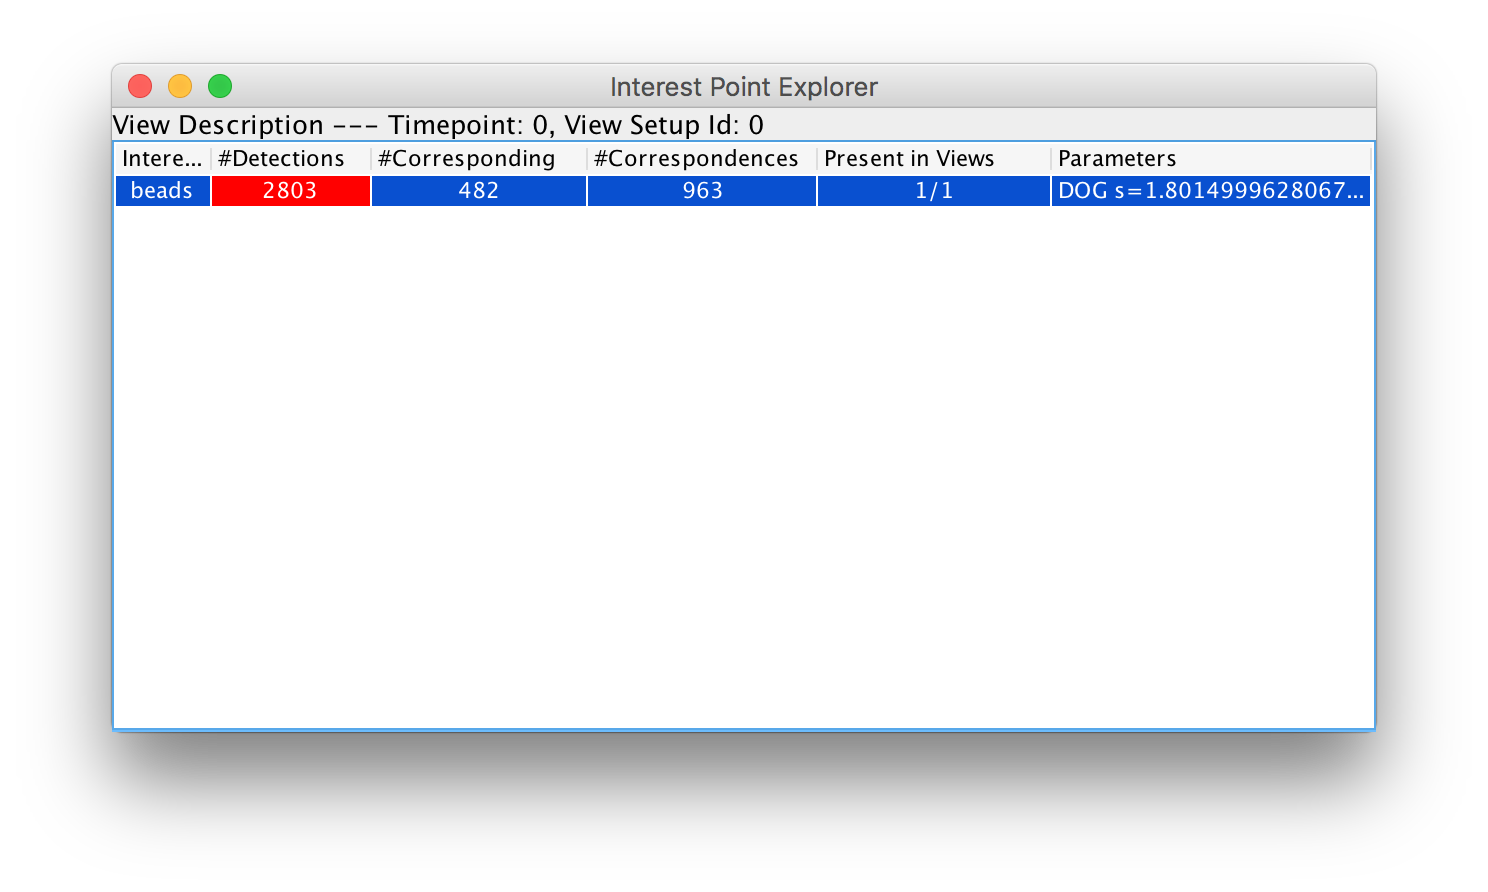 Interest Point Explorer
View Description --- Timepoint: 0, View Setup Id: 0
Intere... #Detections #Corresponding #Correspondences Present in Views Parameters
beads 2803 482 963 1/1 DOG s=1.8014999628067...